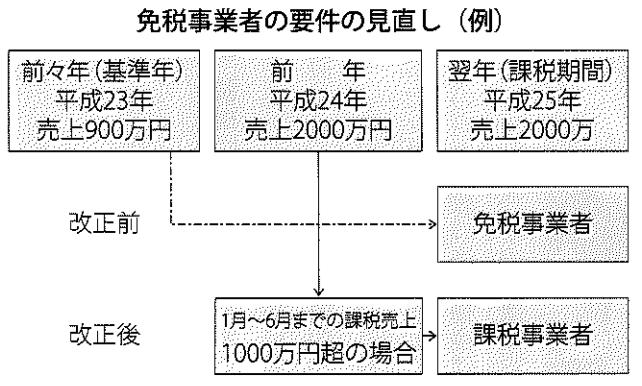 免税事業者の要件の見直し（例）
前々年（基準年）
平成23年
売上900万円
前　　年
平成24年
売上2000万円
翌年（課税期間）
平成25年
売上2000万
改正前
免税事業者
改正後
1月～6月までの課税売上
1000万円超の場合
課税事業者